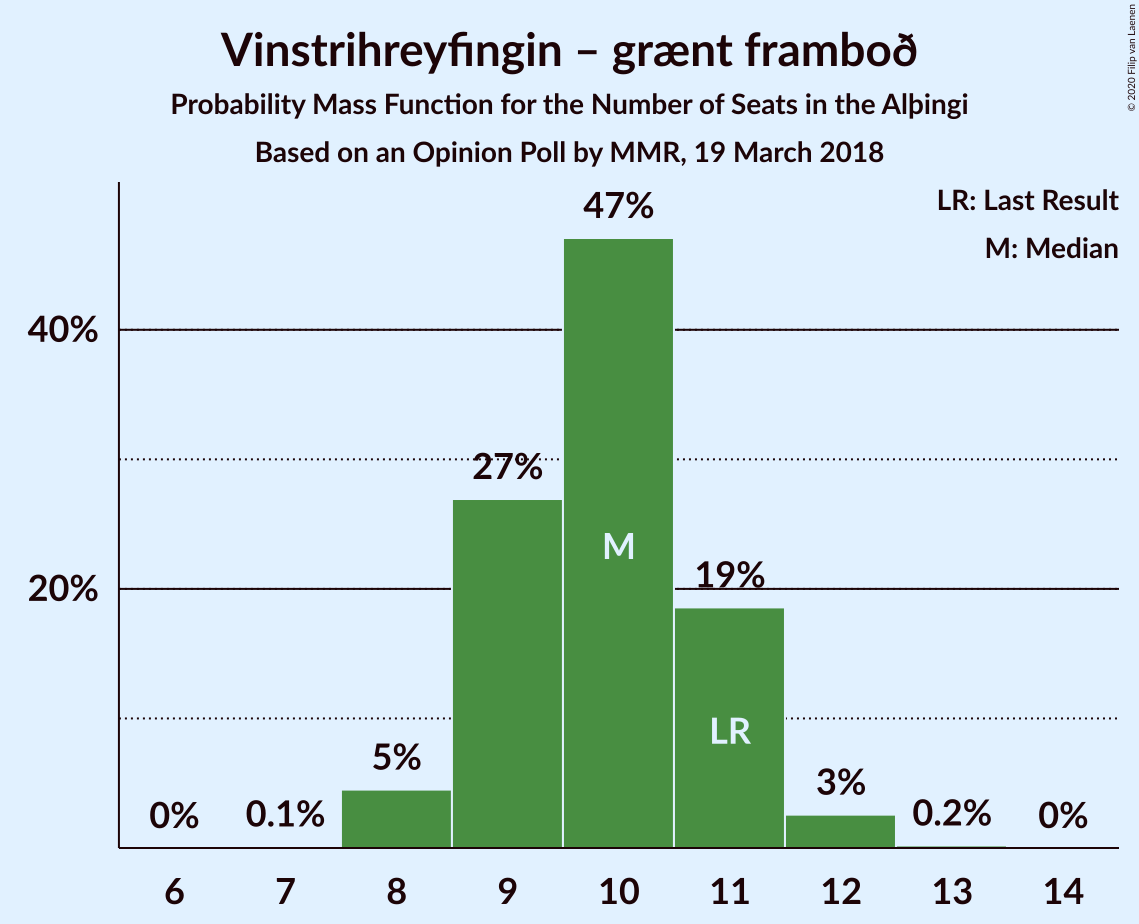 Vinstrihreyfingin – grænt framboð
Probability Mass Function for the Number of Seats in the Alþingi
Based on an Opinion Poll by MMR, 19 March 2018
© 2020 Filip van Laenen
LR: Last Result
M: Median
47%
40%
27%
M
20%
19%
LR
5%
3%
0%
0.1%
0.2%
0%
6 7 8 9 10 11 12 13 14